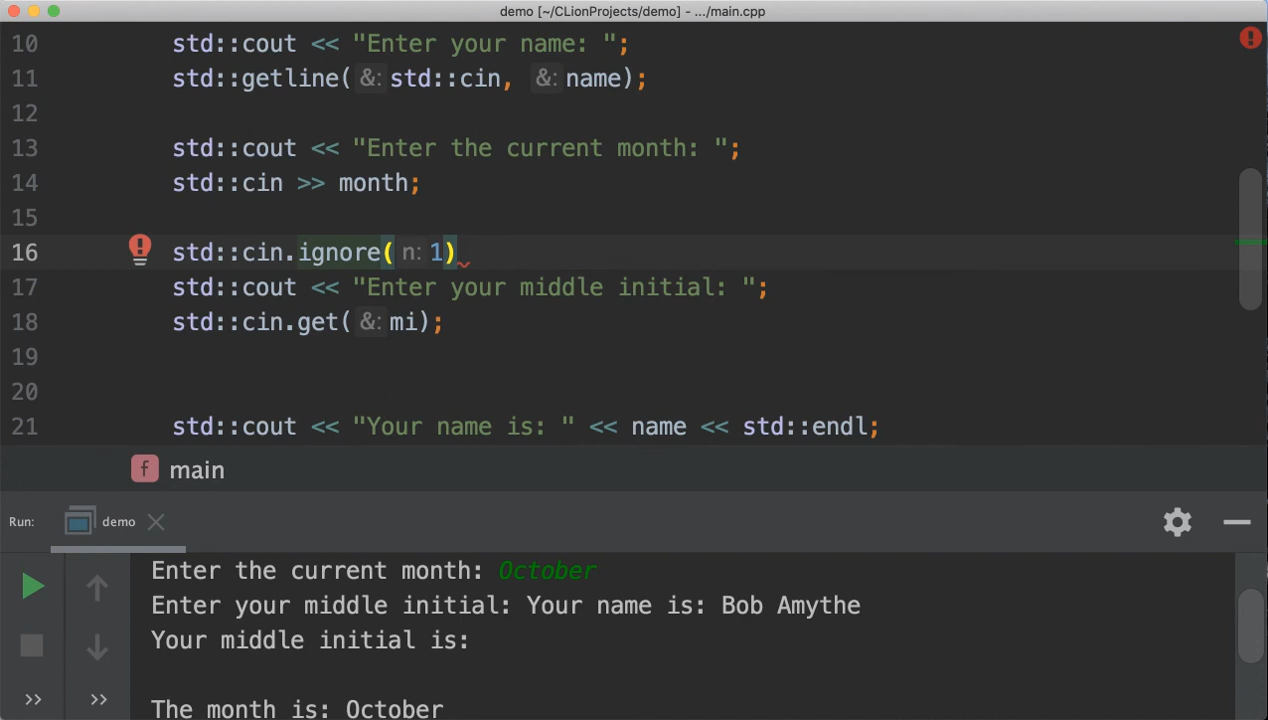 demo [~/CLionProjects/demo] - .../main.cpp
10 std::cout << "Enter your name: ";
11 std::getline( &: std::cin, &: name);
12
13 std::cout << "Enter the current month: ";
14 std::cin >> month;
15
16 std::cin.ignore( n: 1)
17 std::cout << "Enter your middle initial: ";
18 std::cin.get( &: mi);
19
20
21 std::cout << "Your name is: " << name << std::endl;
f main
Run: demo
Enter the current month: October
Enter your middle initial: Your name is: Bob Amythe
Your middle initial is:
The month is: October